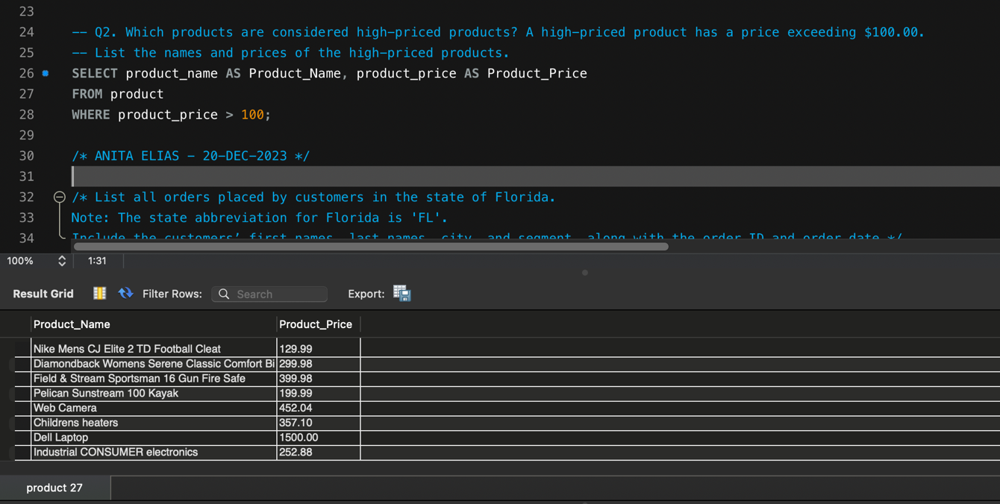 23
24 -- Q2. Which products are considered high-priced products? A high-priced product has a price exceeding $100.00.
25 -- List the names and prices of the high-priced products.
26 SELECT product_name AS Product_Name, product_price AS Product_Price
27 FROM product
28 WHERE product_price > 100;
29
30 /* ANITA ELIAS - 20-DEC-2023 */
31
32 /* List all orders placed by customers in the state of Florida.
33 Note: The state abbreviation for Florida is 'FL'.
34 Include the customers’ first names, last names, city, and segment, along with the order ID and order date */
100% 1:31
Result Grid Filter Rows: Search Export:
Product_Name Product_Price
Nike Mens CJ Elite 2 TD Football Cleat 129.99
Diamondback Womens Serene Classic Comfort Bi 299.98
Field & Stream Sportsman 16 Gun Fire Safe 399.98
Pelican Sunstream 100 Kayak 199.99
Web Camera 452.04
Childrens heaters 357.10
Dell Laptop 1500.00
Industrial CONSUMER electronics 252.88
product 27